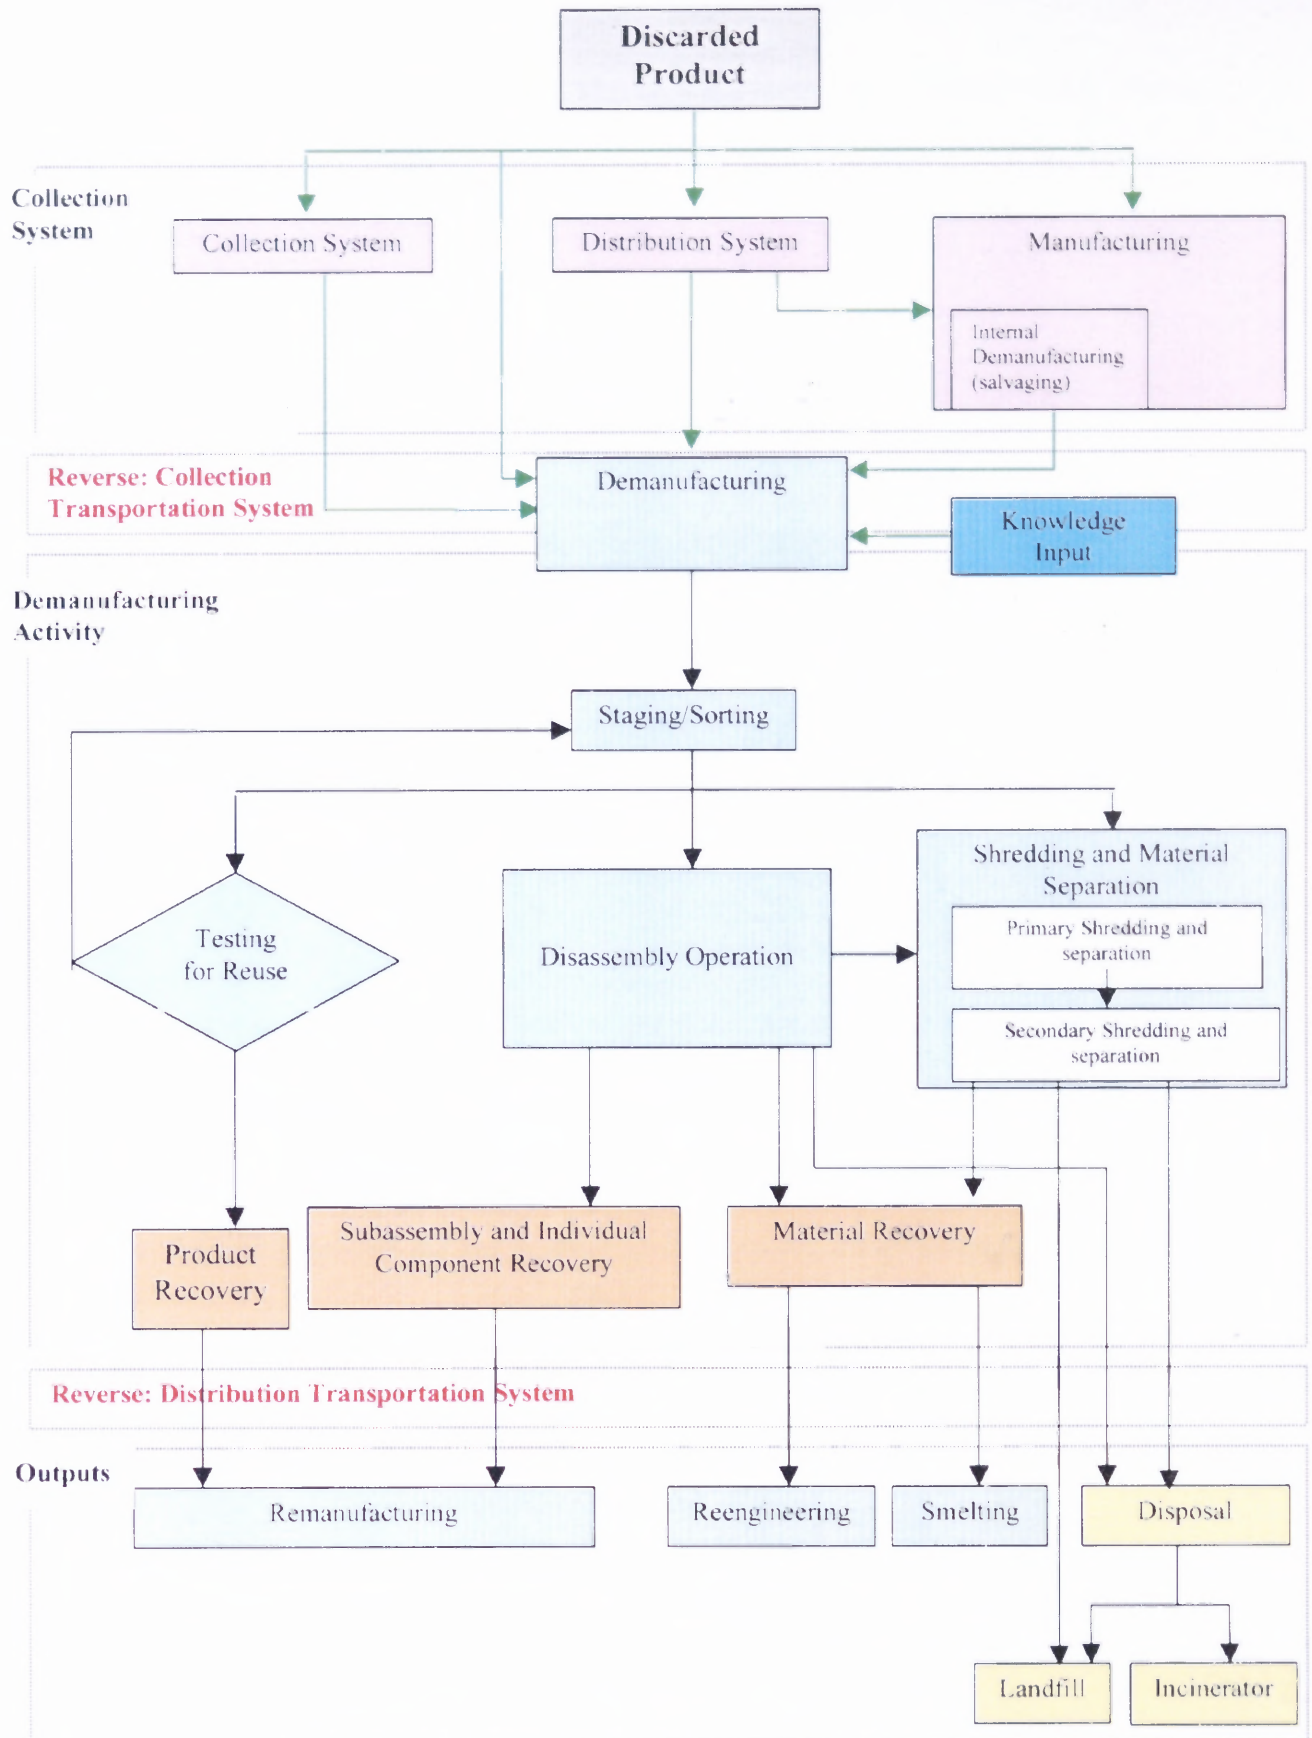 Discarded
Product
Collection
System
Collection System
Distribution System
Manufacturing
Internal
Demanufacturing
(salvaging)
Reverse: Collection
Transportation System
Demanufacturing
Knowledge
Input
Demanufacturing
Activity
Staging/Sorting
Testing
for Reuse
Disassembly Operation
Shredding and Material
Separation
Primary Shredding and
separation
Secondary Shredding and
separation
Product
Recovery
Subassembly and Individual
Component Recovery
Material Recovery
Reverse: Distribution Transportation System
Outputs
Remanufacturing
Reengineering
Smelting
Disposal
Landfill
Incinerator